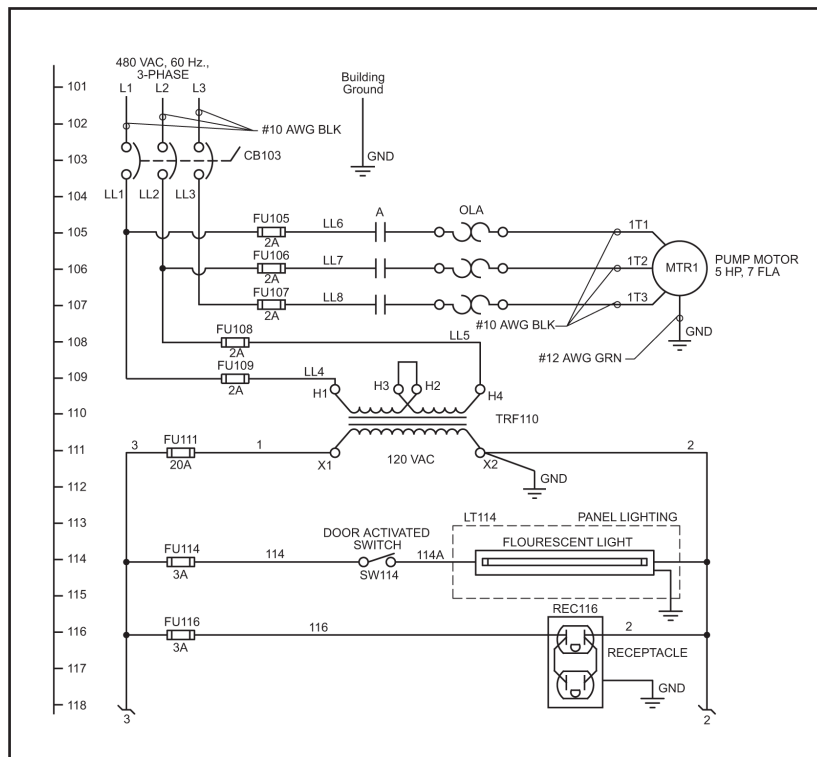 480 VAC, 60 Hz.,
3-PHASE
Building
Ground
101
L1 L2 L3
102
#10 AWG BLK
103
CB103
GND
104
LL1 LL2 LL3
FU105
LL6
A
OLA
105
2A
1T1
FU106
LL7
106
2A
1T2
MTR1
PUMP MOTOR
5 HP, 7 FLA
FU107
LL8
107
2A
1T3
#10 AWG BLK
GND
FU108
LL5
108
2A
#12 AWG GRN
FU109
LL4
109
2A
H1
H3
H2
H4
110
TRF110
3
FU111
1
2
111
20A
X1
120 VAC
X2
GND
112
113
LT114
PANEL LIGHTING
DOOR ACTIVATED
SWITCH
FLOURESCENT LIGHT
FU114
114
114A
114
3A
SW114
115
REC116
FU116
116
2
116
3A
RECEPTACLE
117
GND
118
3
2